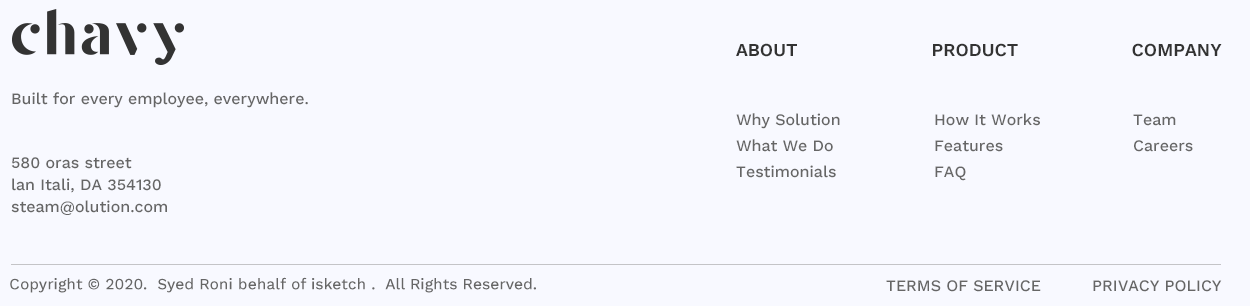 chavy
Built for every employee, everywhere.
580 oras street
lan Itali, DA 354130
steam@olution.com
ABOUT
Why Solution
What We Do
Testimonials
PRODUCT
How It Works
Features
FAQ
COMPANY
Team
Careers
Copyright © 2020.  Syed Roni behalf of isketch .  All Rights Reserved.
TERMS OF SERVICE
PRIVACY POLICY